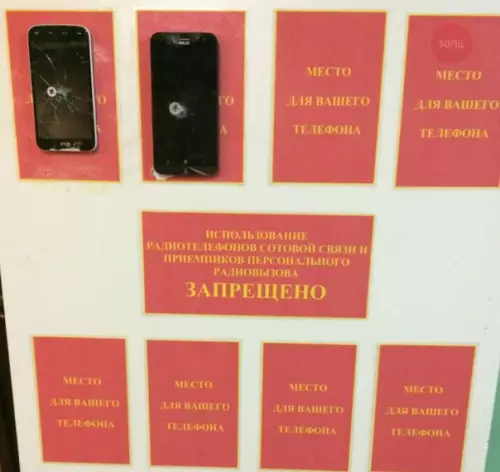 МЕСТО
ДЛЯ ВАШЕГО
ТЕЛЕФОНА
МЕСТО
ДЛЯ ВАШЕГО
ТЕЛЕФОНА
ИСПОЛЬЗОВАНИЕ
РАДИОТЕЛЕФОНОВ СОТОВОЙ СВЯЗИ И
ПРИЕМНИКОВ ПЕРСОНАЛЬНОГО
РАДИОВЫЗОВА
ЗАПРЕЩЕНО
МЕСТО
ДЛЯ ВАШЕГО
ТЕЛЕФОНА
МЕСТО
ДЛЯ ВАШЕГО
ТЕЛЕФОНА
МЕСТО
ДЛЯ ВАШЕГО
ТЕЛЕФОНА
МЕСТО
ДЛЯ ВАШЕГО
ТЕЛЕФОНА